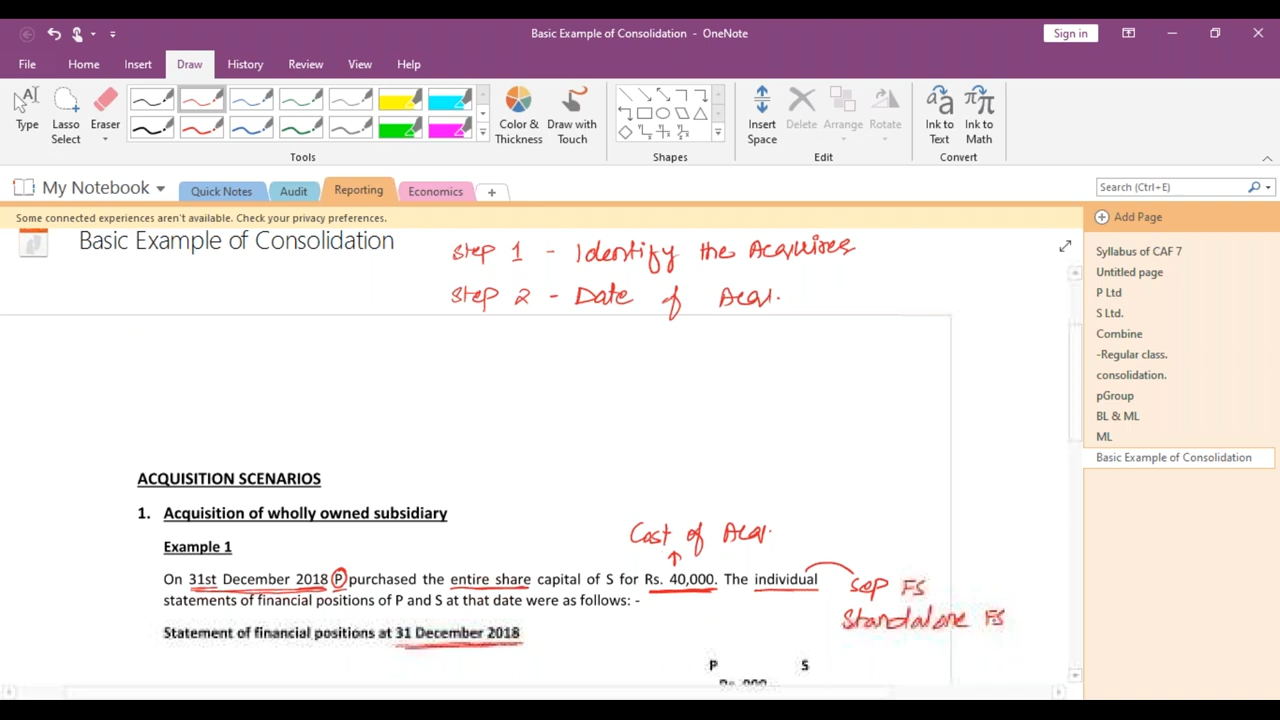 Basic Example of Consolidation - OneNote
Sign in
File Home Insert Draw History Review View Help
Type
Lasso Select
Eraser
Color & Thickness
Draw with Touch
Insert Space
Delete
Arrange
Rotate
Ink to Text
Ink to Math
Tools
Shapes
Edit
Convert
My Notebook
Quick Notes
Audit
Reporting
Economics
Search (Ctrl+E)
Some connected experiences aren't available. Check your privacy preferences.
Add Page
Syllabus of CAF 7
Untitled page
P Ltd
S Ltd.
Combine
-Regular class.
consolidation.
pGroup
BL & ML
ML
Basic Example of Consolidation
Basic Example of Consolidation
Step 1 - Identify the Acquires
Step 2 - Date of Acq.
ACQUISITION SCENARIOS
1. Acquisition of wholly owned subsidiary
Cost of Acq.
Example 1
On 31st December 2018 P purchased the entire share capital of S for Rs. 40,000. The individual
statements of financial positions of P and S at that date were as follows: -
Sep FS
Standalone FS
Statement of financial positions at 31 December 2018
P S